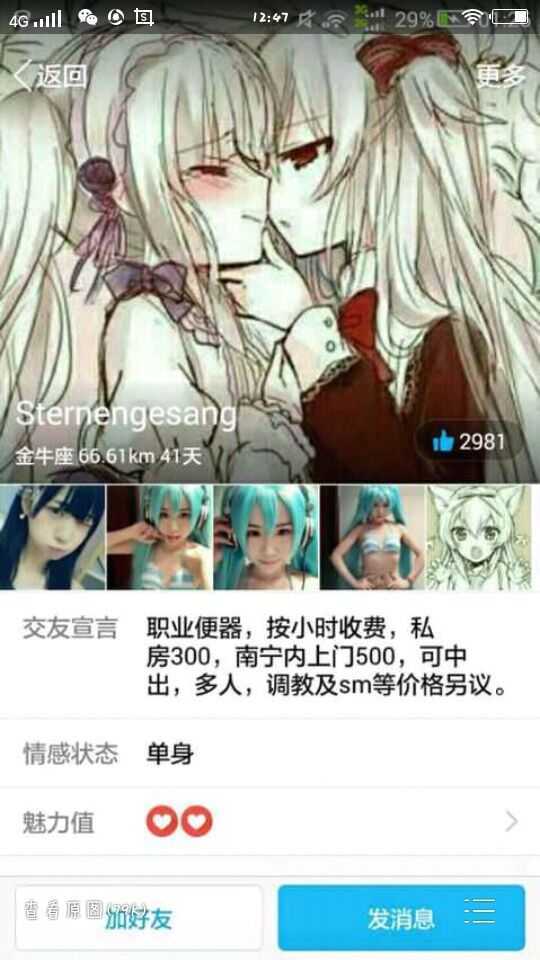 4G 12:47 29%
返回 更多
Sternengesang
金牛座 66.61km 41天
2981
交友宣言 职业便器，按小时收费，私
房300，南宁内上门500，可中
出，多人，调教及sm等价格另议。
情感状态 单身
魅力值
查看原图(79K)
加好友 发消息